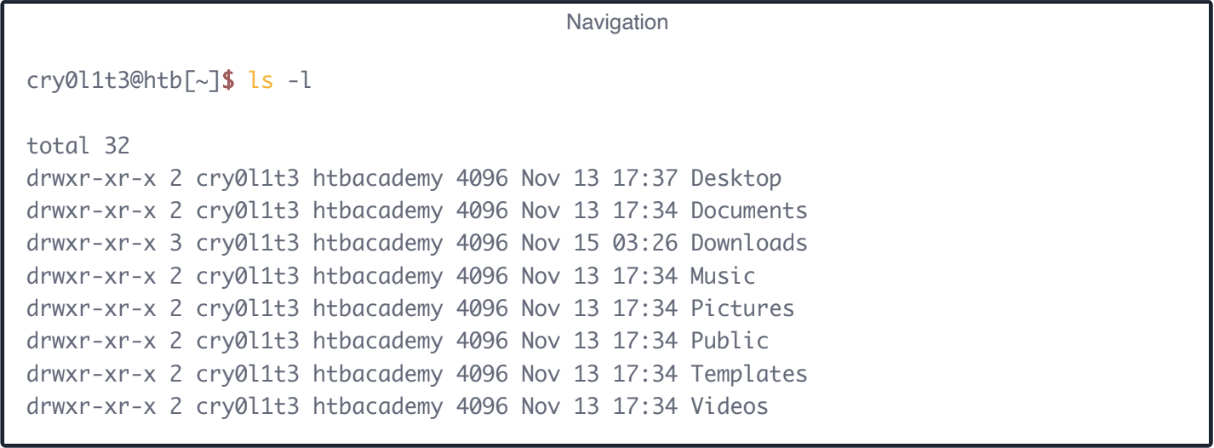 Navigation
cry0l1t3@htb[~]$ ls -l
total 32
drwxr-xr-x 2 cry0l1t3 htbacademy 4096 Nov 13 17:37 Desktop
drwxr-xr-x 2 cry0l1t3 htbacademy 4096 Nov 13 17:34 Documents
drwxr-xr-x 3 cry0l1t3 htbacademy 4096 Nov 15 03:26 Downloads
drwxr-xr-x 2 cry0l1t3 htbacademy 4096 Nov 13 17:34 Music
drwxr-xr-x 2 cry0l1t3 htbacademy 4096 Nov 13 17:34 Pictures
drwxr-xr-x 2 cry0l1t3 htbacademy 4096 Nov 13 17:34 Public
drwxr-xr-x 2 cry0l1t3 htbacademy 4096 Nov 13 17:34 Templates
drwxr-xr-x 2 cry0l1t3 htbacademy 4096 Nov 13 17:34 Videos